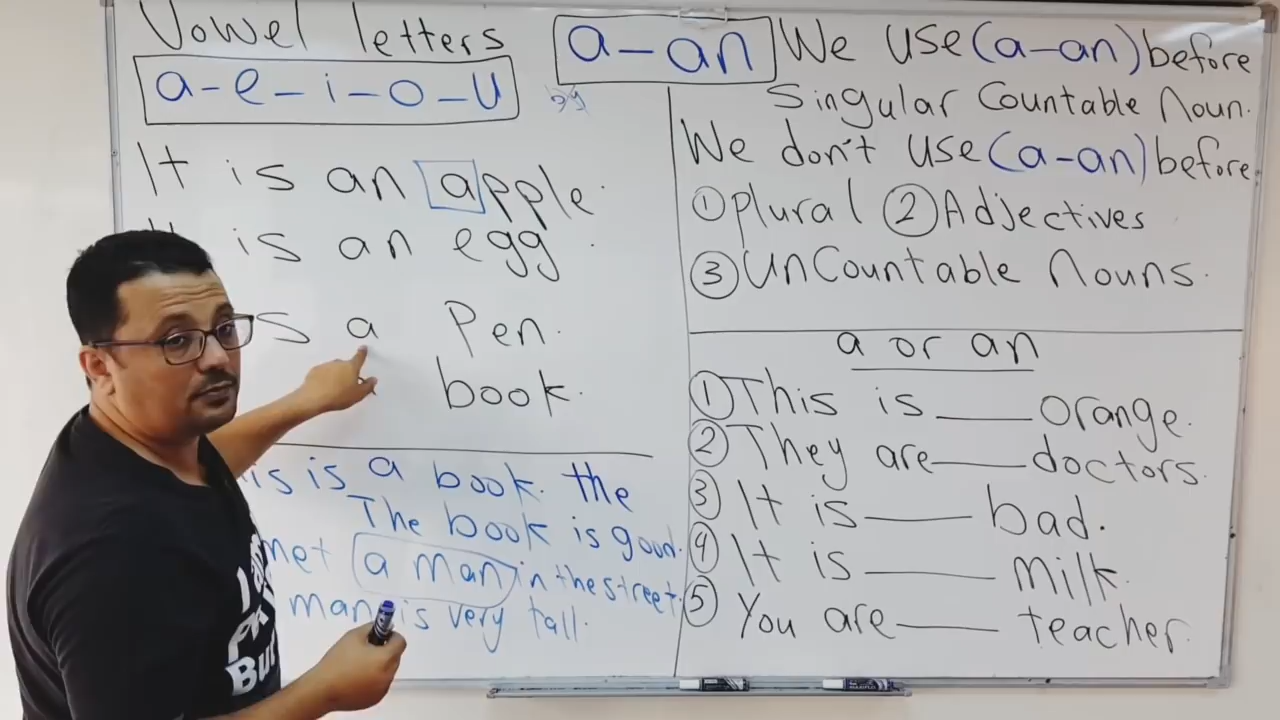 Vowel letters
a-e-i-o-u
It is an apple.
is an egg.
is a Pen.
book.
is is a book. the
The book is good.
met a man in the street.
man is very tall.
a-an
We use (a-an) before
Singular Countable Noun.
We don't use (a-an) before
① Plural ② Adjectives
③ UnCountable Nouns.
a or an
① This is ____ orange.
② They are ____ doctors.
③ It is ____ bad.
④ It is ____ milk.
⑤ You are ____ teacher.